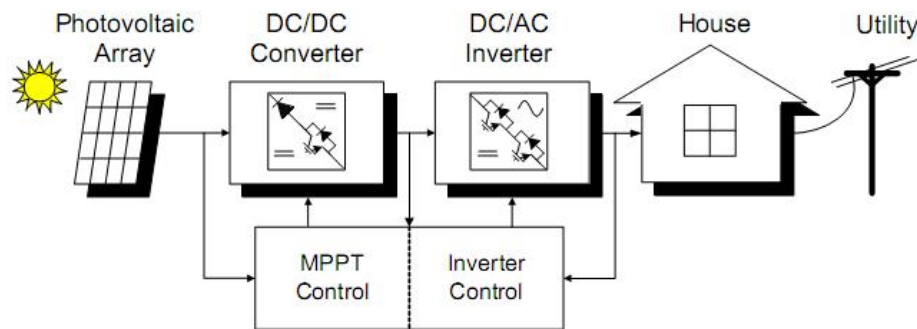 Photovoltaic
Array
DC/DC
Converter
DC/AC
Inverter
House
Utility
MPPT
Control
Inverter
Control